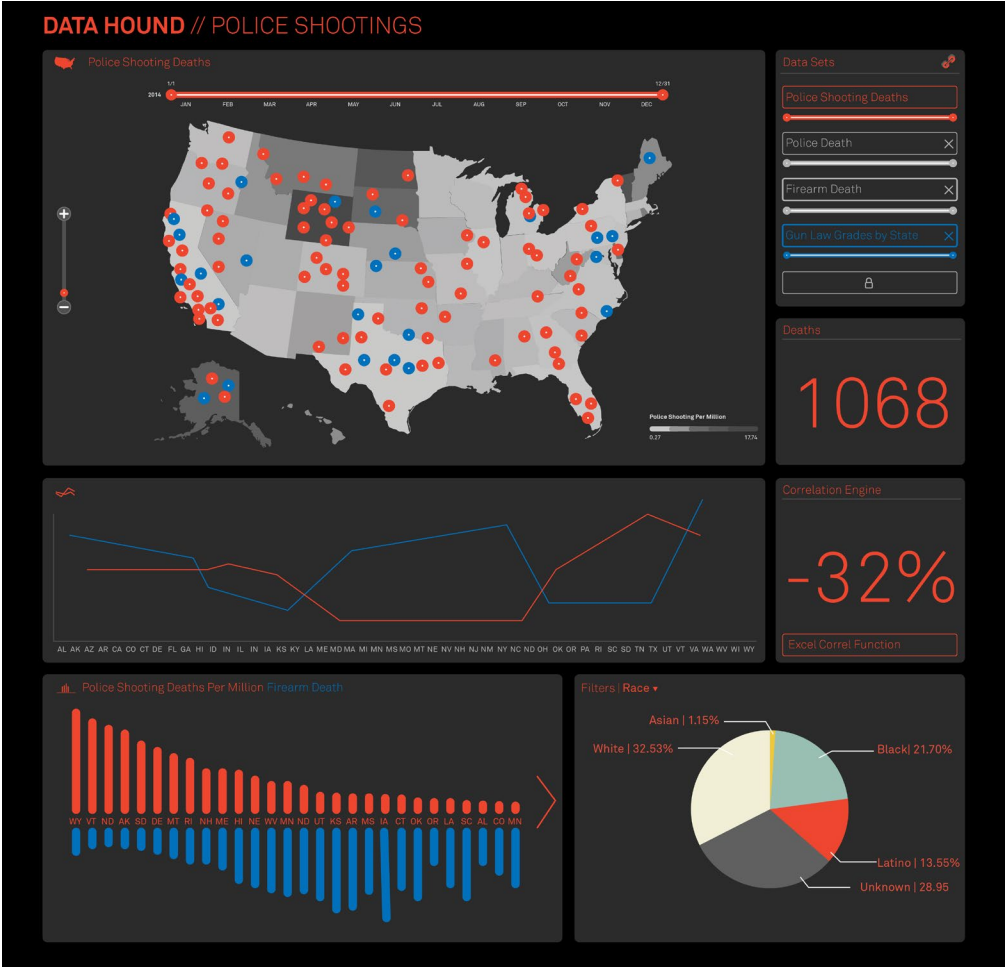 DATA HOUND // POLICE SHOOTINGS
Police Shooting Deaths
1/1
12/31
2014
JAN FEB MAR APR MAY JUN JUL AUG SEP OCT NOV DEC
Police Shooting Per Million
0.27 17.74
Data Sets
Police Shooting Deaths
Police Death
Firearm Death
Gun Law Grades by State
Deaths
1068
AL AK AZ AR CA CO CT DE FL GA HI ID IN IL IN IA KS KY LA ME MD MA MI MN MS MO MT NE NV NH NJ NM NY NC ND OH OK OR PA RI SC SD TN TX UT VT VA WA WV WI WY
Correlation Engine
-32%
Excel Correl Function
Police Shooting Deaths Per Million Firearm Death
WY VT ND AK SD DE MT RI NH ME HI NE WV MN ND UT KS AR MS IA CT OK OR LA SC AL CO MN
Filters | Race
Asian | 1.15%
White | 32.53%
Black| 21.70%
Latino | 13.55%
Unknown | 28.95